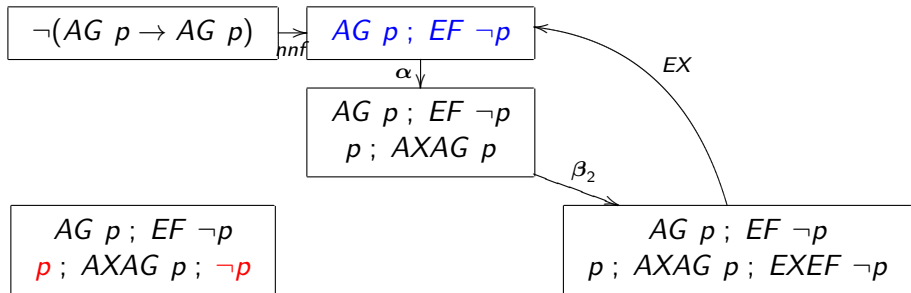 ¬(AG p → AG p)
nnf
AG p ; EF ¬p
EX
α
AG p ; EF ¬p
p ; AXAG p
β₂
AG p ; EF ¬p
p ; AXAG p ; ¬p
AG p ; EF ¬p
p ; AXAG p ; EXEF ¬p